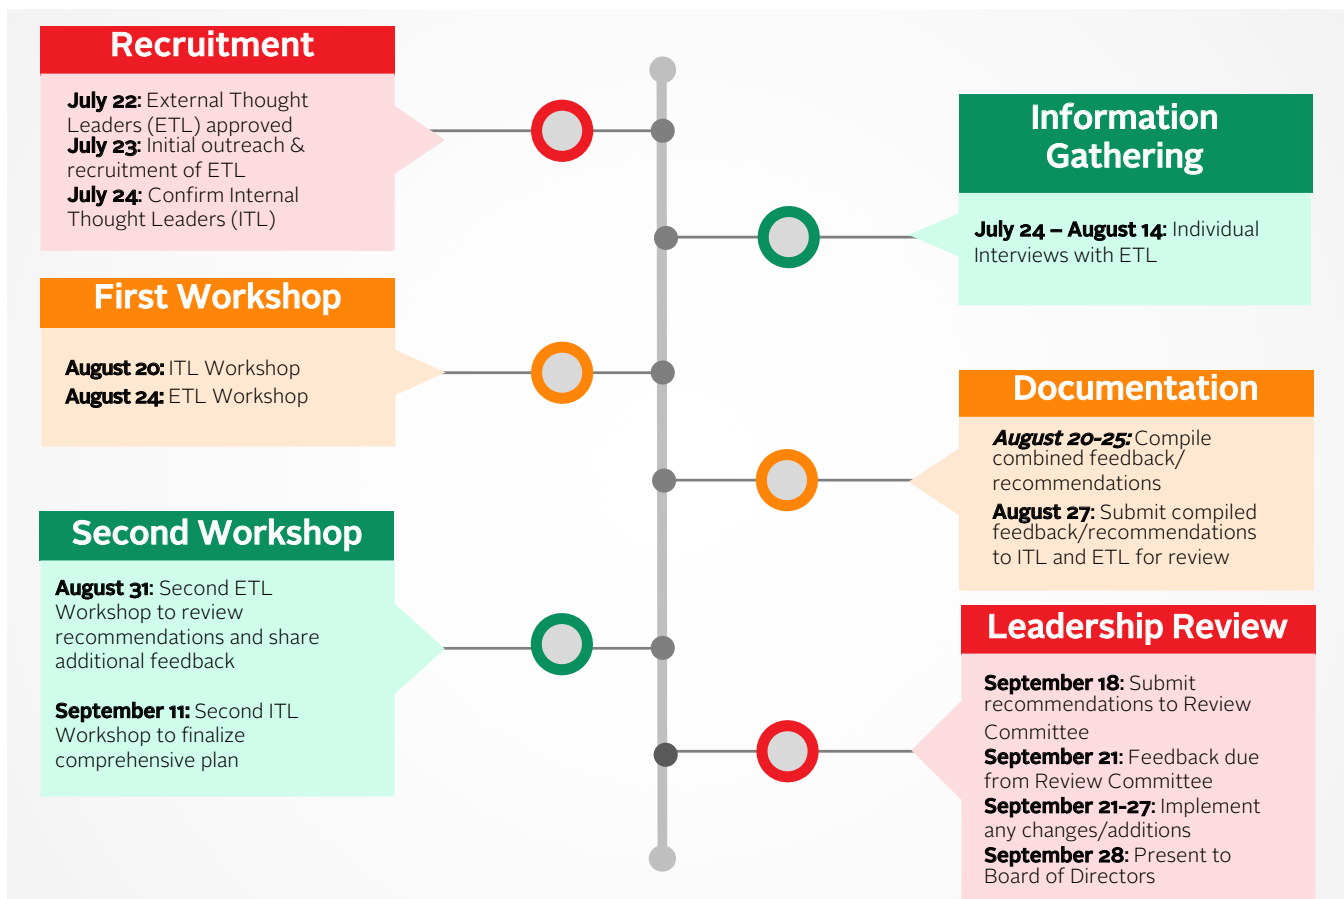 Recruitment
July 22: External Thought
Leaders (ETL) approved
July 23: Initial outreach &
recruitment of ETL
July 24: Confirm Internal
Thought Leaders (ITL)
Information
Gathering
July 24 – August 14: Individual
Interviews with ETL
First Workshop
August 20: ITL Workshop
August 24: ETL Workshop
Documentation
August 20-25: Compile
combined feedback/
recommendations
August 27: Submit compiled
feedback/recommendations
to ITL and ETL for review
Second Workshop
August 31: Second ETL
Workshop to review
recommendations and share
additional feedback
September 11: Second ITL
Workshop to finalize
comprehensive plan
Leadership Review
September 18: Submit
recommendations to Review
Committee
September 21: Feedback due
from Review Committee
September 21-27: Implement
any changes/additions
September 28: Present to
Board of Directors